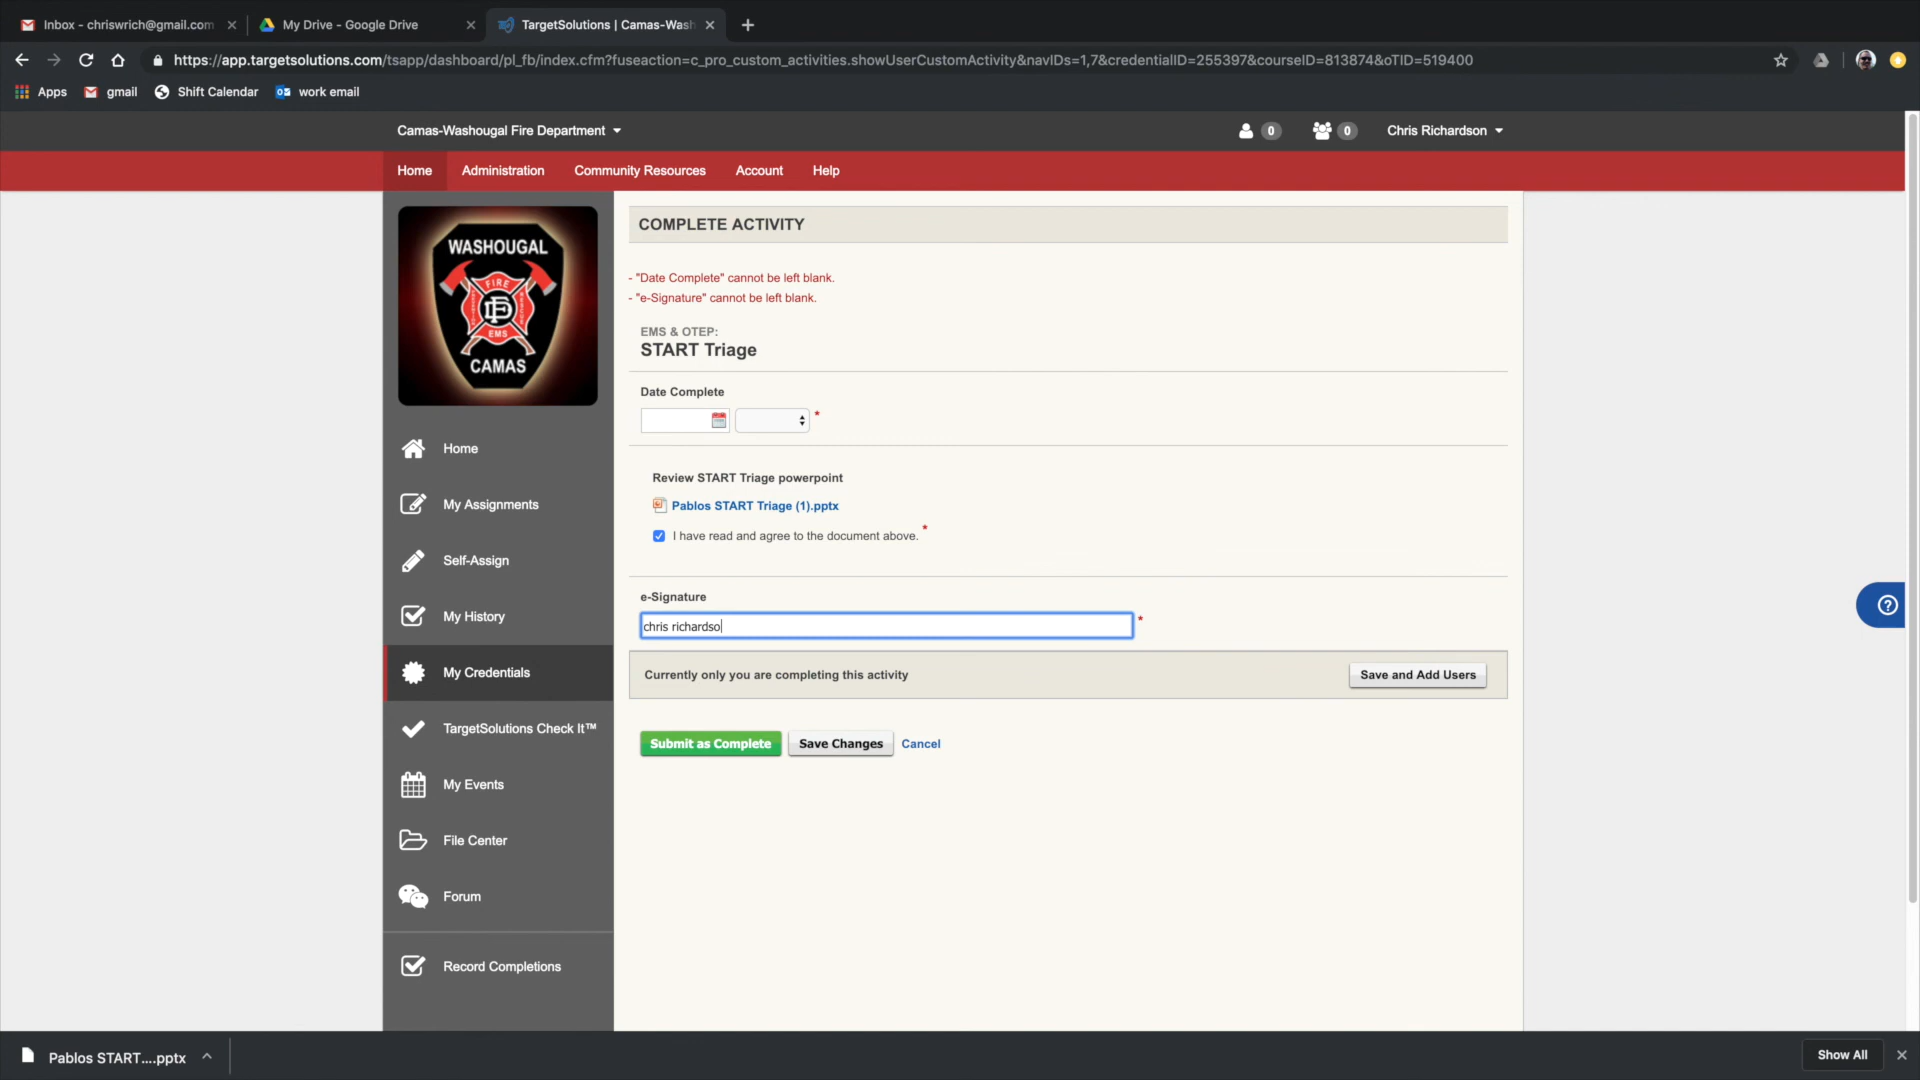 Inbox - chriswrich@gmail.com
My Drive - Google Drive
TargetSolutions | Camas-Wash
https://app.targetsolutions.com/tsapp/dashboard/pl_fb/index.cfm?fuseaction=c_pro_custom_activities.showUserCustomActivity&navIDs=1,7&credentialID=255397&courseID=813874&oTID=519400
Apps gmail Shift Calendar work email
Camas-Washougal Fire Department 0 0 Chris Richardson
Home Administration Community Resources Account Help
WASHOUGAL
FIRE
EMS
CAMAS
Home
My Assignments
Self-Assign
My History
My Credentials
TargetSolutions Check It™
My Events
File Center
Forum
Record Completions
COMPLETE ACTIVITY
- "Date Complete" cannot be left blank.
- "e-Signature" cannot be left blank.
EMS & OTEP:
START Triage
Date Complete
*
Review START Triage powerpoint
Pablos START Triage (1).pptx
I have read and agree to the document above. *
e-Signature
chris richardso *
Currently only you are completing this activity Save and Add Users
Submit as Complete Save Changes Cancel
Pablos START....pptx Show All